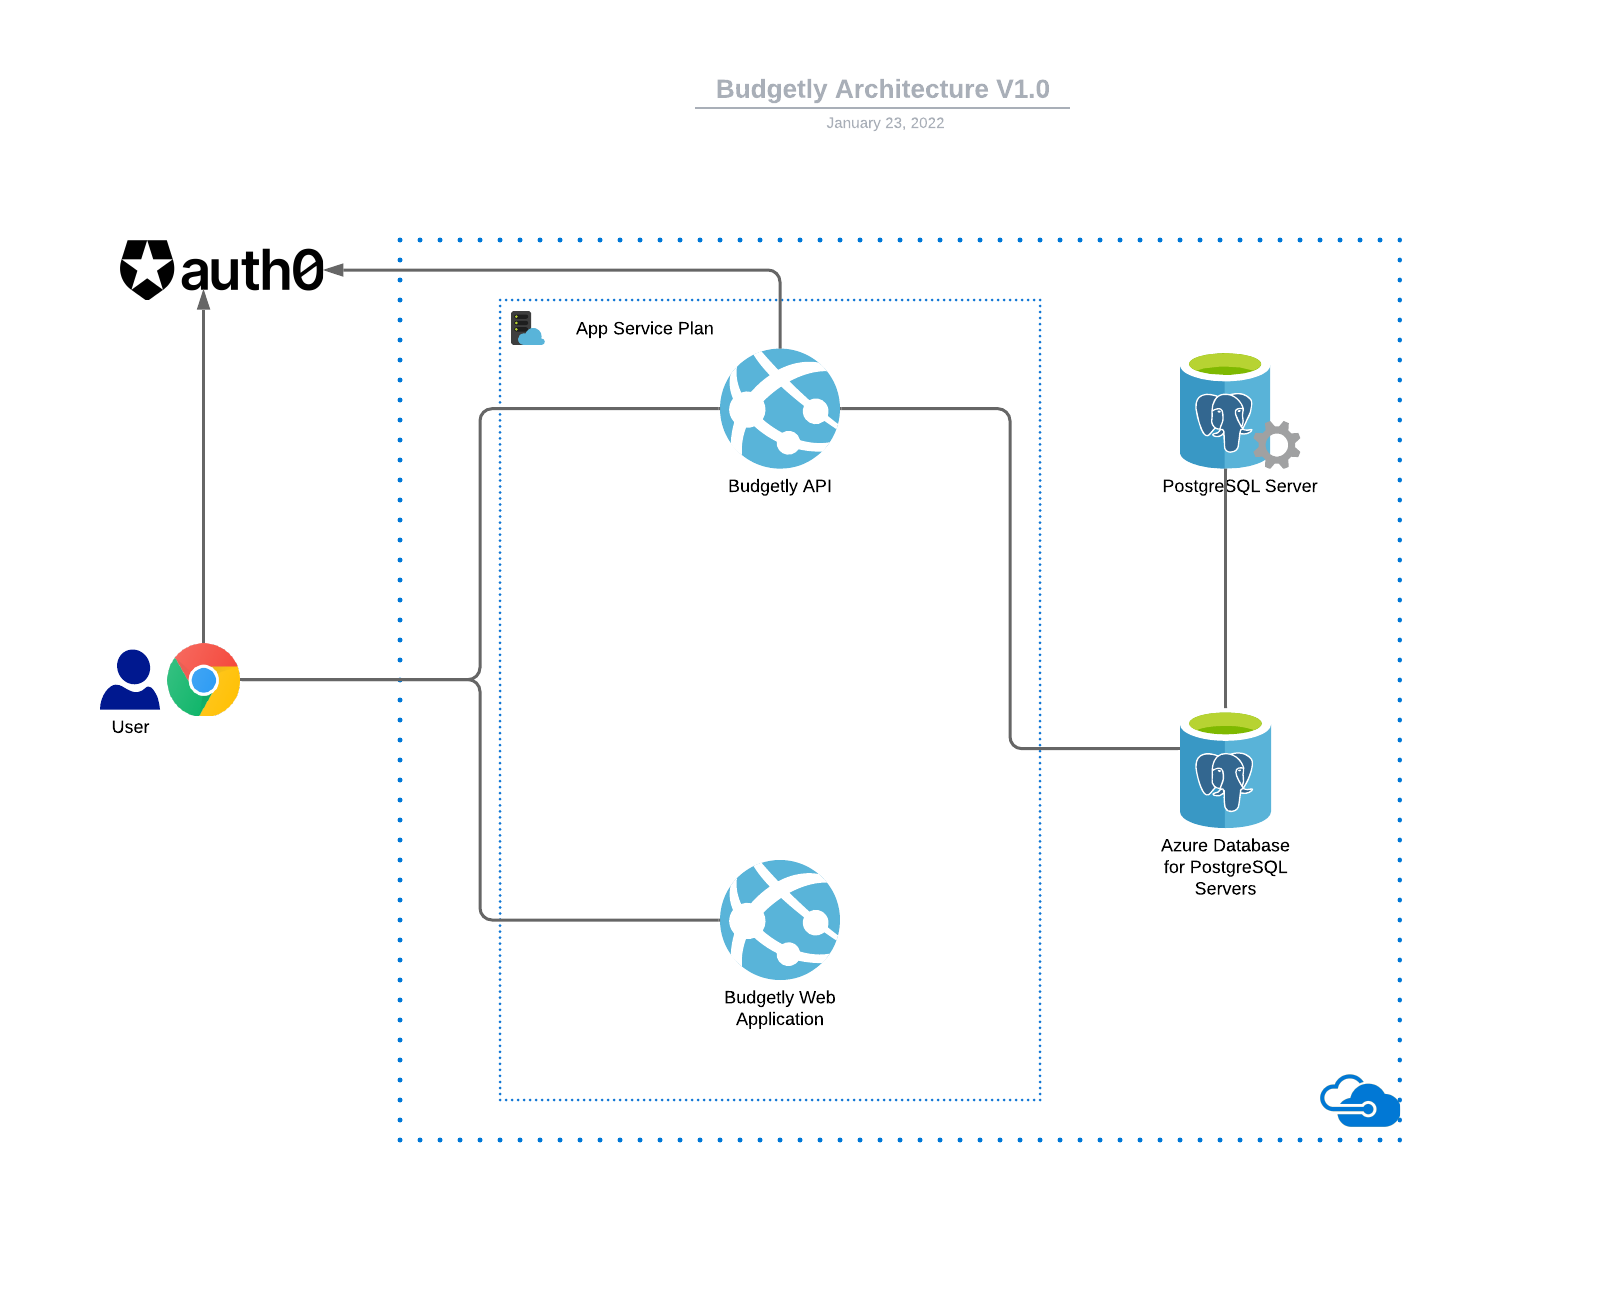 Budgetly Architecture V1.0
January 23, 2022
auth0
App Service Plan
Budgetly API
PostgreSQL Server
User
Azure Database
for PostgreSQL
Servers
Budgetly Web
Application